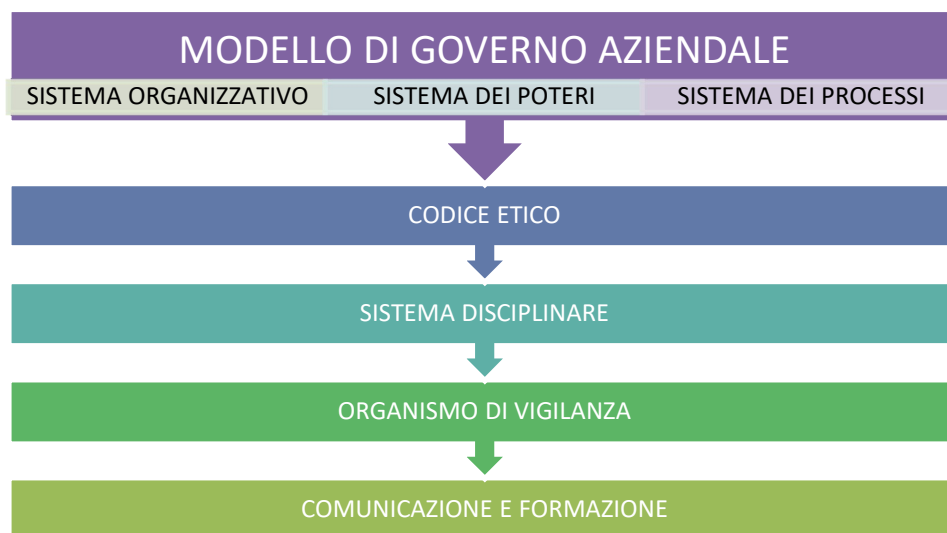 MODELLO DI GOVERNO AZIENDALE
SISTEMA ORGANIZZATIVO SISTEMA DEI POTERI SISTEMA DEI PROCESSI
CODICE ETICO
SISTEMA DISCIPLINARE
ORGANISMO DI VIGILANZA
COMUNICAZIONE E FORMAZIONE